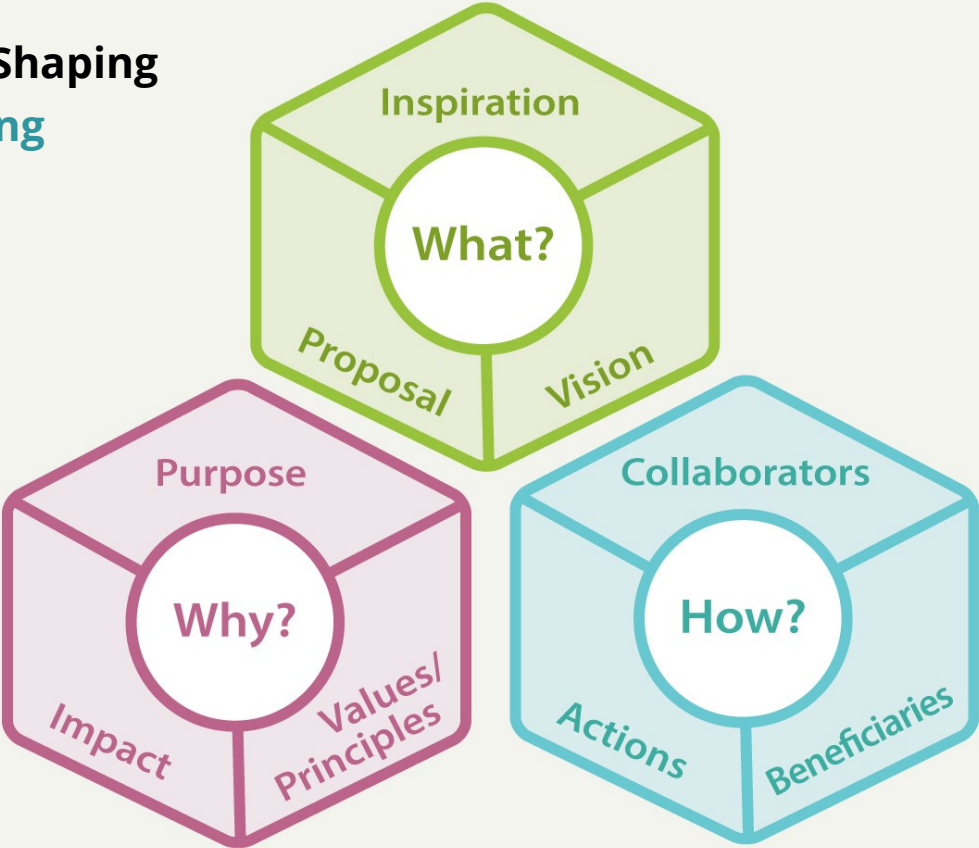 Shaping
ng
Inspiration
What?
Proposal
Vision
Purpose
Why?
Impact
Values/
Principles
Collaborators
How?
Actions
Beneficiaries